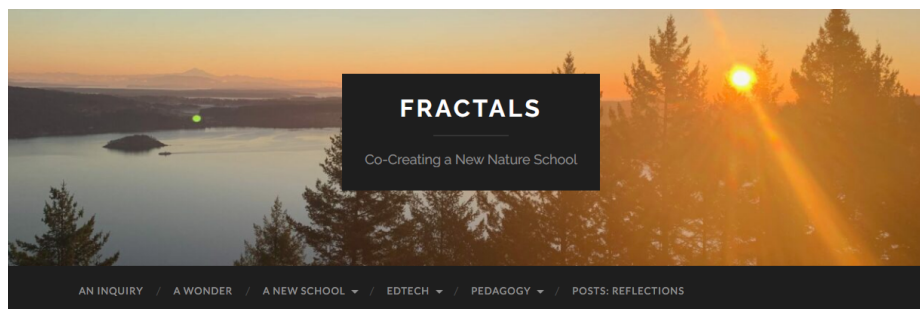 FRACTALS
Co-Creating a New Nature School
AN INQUIRY / A WONDER / A NEW SCHOOL / EDTECH / PEDAGOGY / POSTS: REFLECTIONS